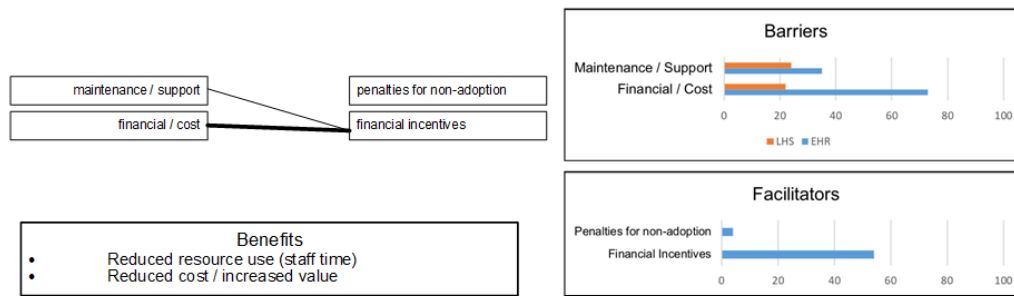 maintenance / support
penalties for non-adoption
financial / cost
financial incentives
Benefits
• Reduced resource use (staff time)
• Reduced cost / increased value
Barriers
Maintenance / Support
Financial / Cost
0 20 40 60 80 100
LHS EHR
Facilitators
Penalties for non-adoption
Financial Incentives
0 20 40 60 80 100